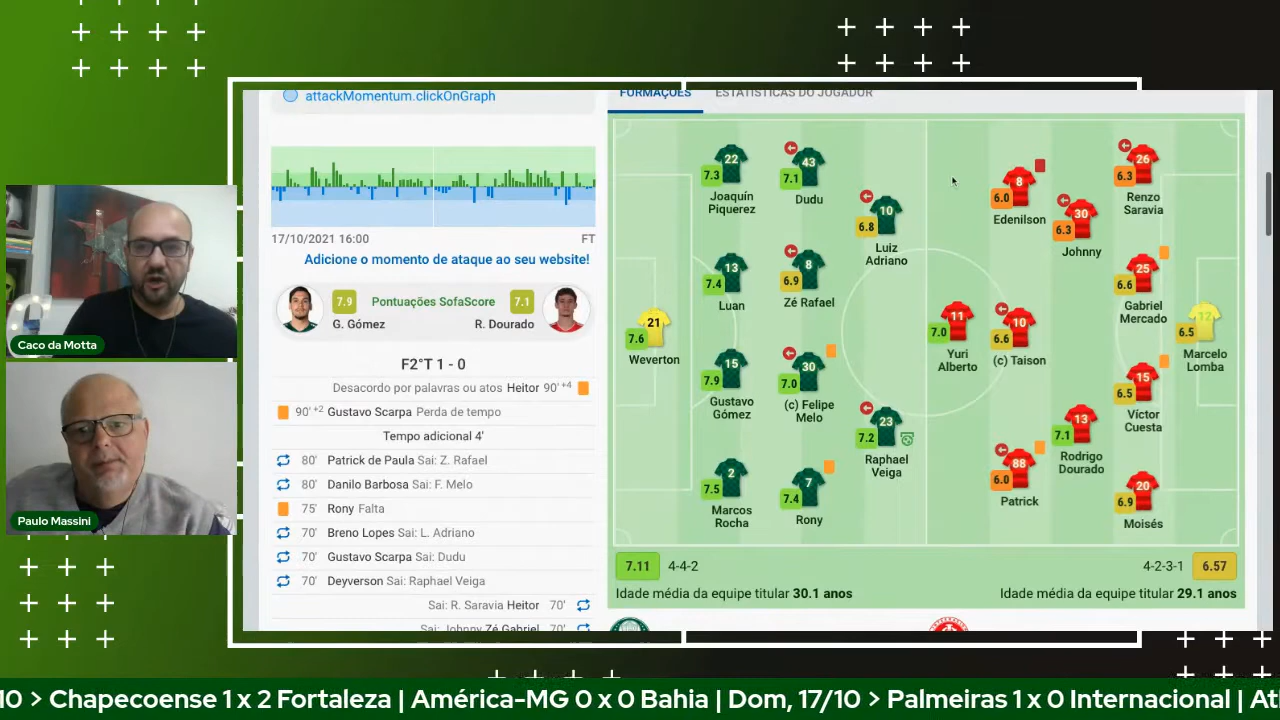 attackMomentum.clickOnGraph
17/10/2021 16:00
FT
Adicione o momento de ataque ao seu website!
7.9
Pontuações SofaScore
7.1
G. Gómez
R. Dourado
F2°T 1 - 0
Desacordo por palavras ou atos Heitor 90' +4
90' +2 Gustavo Scarpa Perda de tempo
Tempo adicional 4'
80' Patrick de Paula Sai: Z. Rafael
80' Danilo Barbosa Sai: F. Melo
75' Rony Falta
70' Breno Lopes Sai: L. Adriano
70' Gustavo Scarpa Sai: Dudu
70' Deyverson Sai: Raphael Veiga
Sai: R. Saravia Heitor 70'
Sai: Johnny Zé Gabriel 70'
FORMAÇÕES
ESTATÍSTICAS DO JOGADOR
21
7.6
Weverton
22
7.3
Joaquín
Piquerez
13
7.4
Luan
15
7.9
Gustavo
Gómez
2
7.5
Marcos
Rocha
43
7.1
Dudu
8
6.9
Zé Rafael
30
7.0
(c) Felipe
Melo
7
7.4
Rony
10
6.8
Luiz
Adriano
23
7.2
Raphael
Veiga
11
7.0
Yuri
Alberto
8
6.0
Edenilson
10
6.6
(c) Taison
88
6.0
Patrick
30
6.3
Johnny
13
7.1
Rodrigo
Dourado
26
6.3
Renzo
Saravia
25
6.6
Gabriel
Mercado
15
6.5
Víctor
Cuesta
20
6.9
Moisés
12
6.5
Marcelo
Lomba
7.11
4-4-2
4-2-3-1
6.57
Idade média da equipe titular 30.1 anos
Idade média da equipe titular 29.1 anos
Caco da Motta
Paulo Massini
10 > Chapecoense 1 x 2 Fortaleza | América-MG 0 x 0 Bahia | Dom, 17/10 > Palmeiras 1 x 0 Internacional | Atl